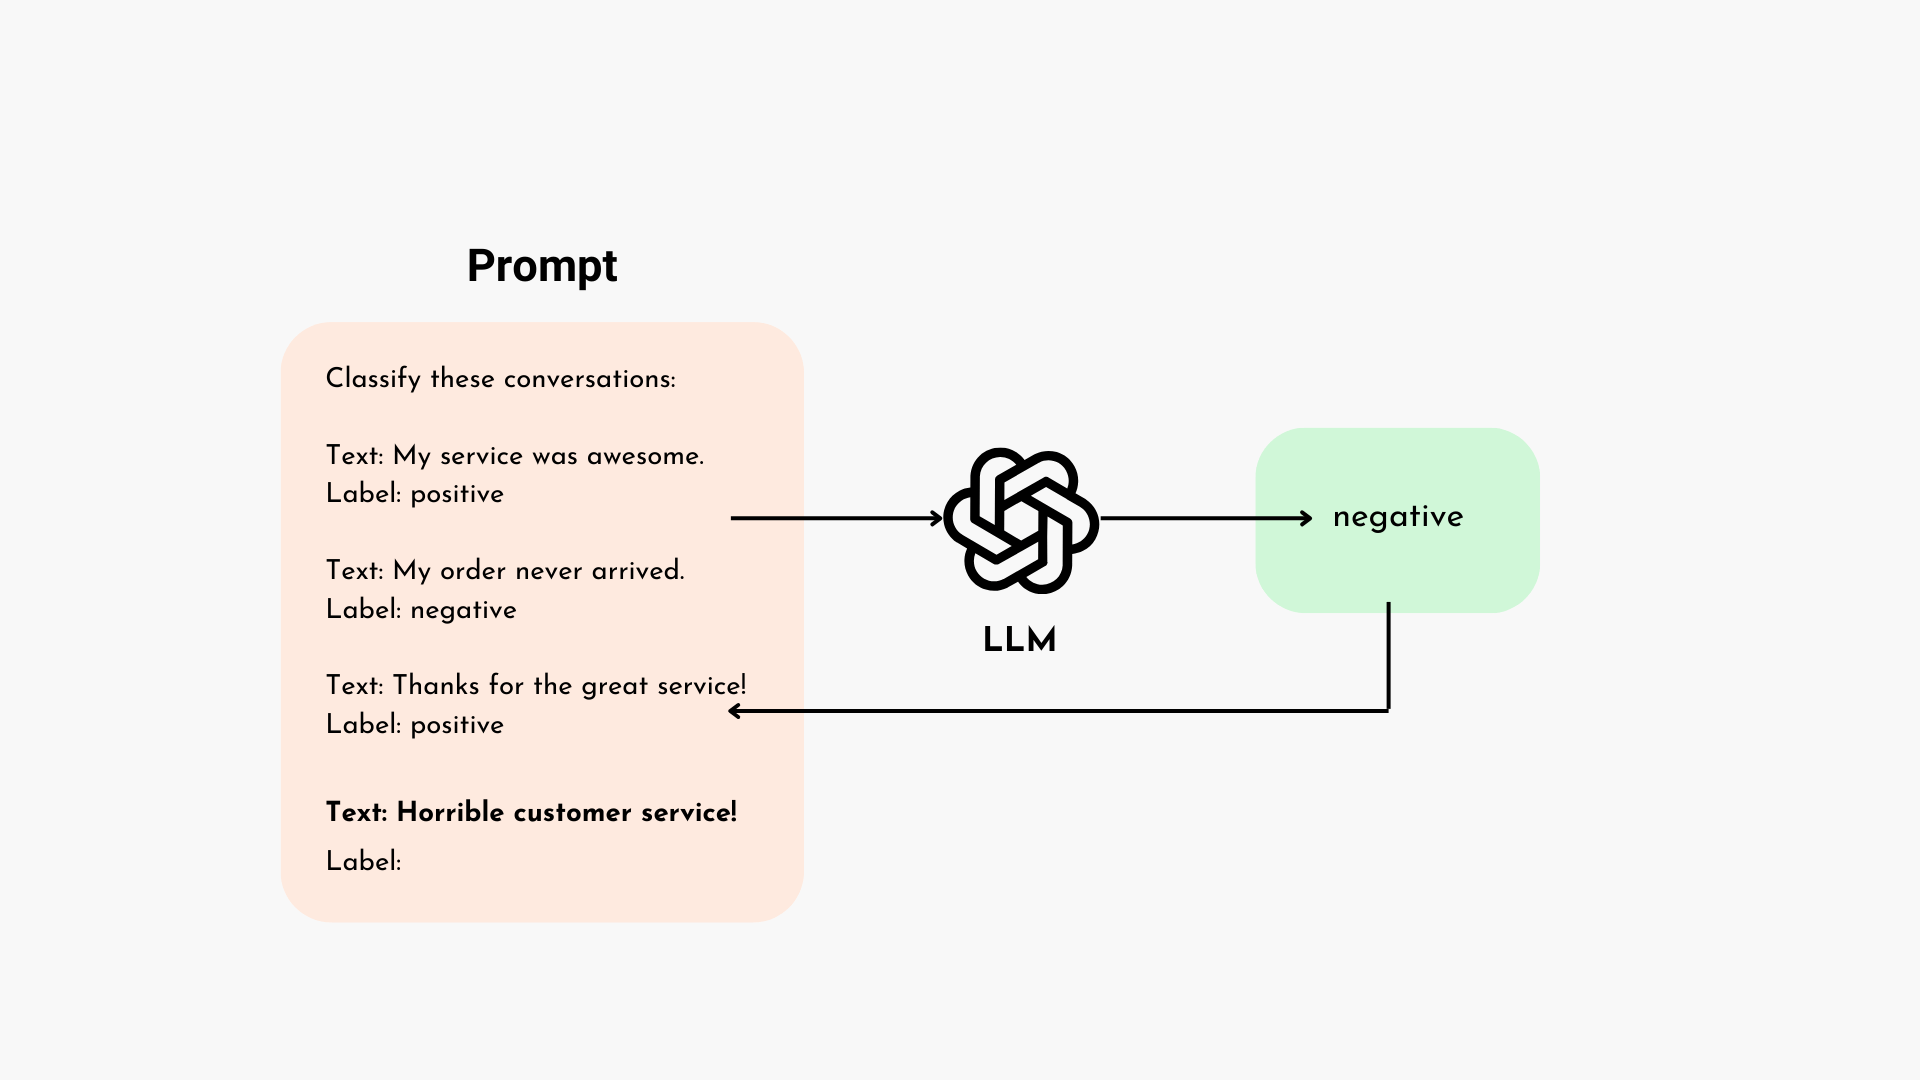 Prompt
Classify these conversations:
Text: My service was awesome.
Label: positive
Text: My order never arrived.
Label: negative
Text: Thanks for the great service!
Label: positive
Text: Horrible customer service!
Label:
LLM
negative